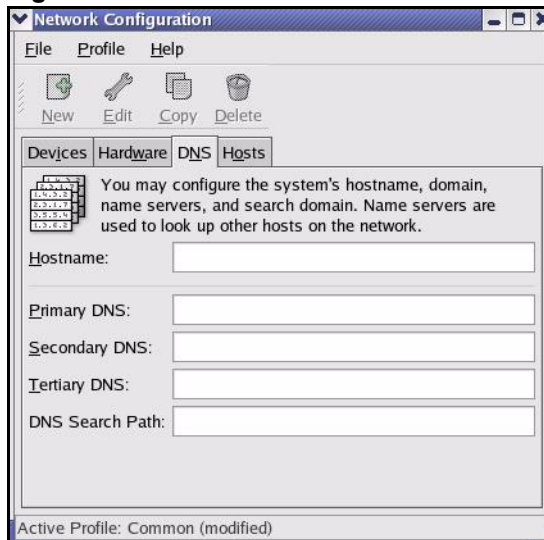 Network Configuration
File Profile Help
New Edit Copy Delete
Devices Hardware DNS Hosts
You may configure the system's hostname, domain,
name servers, and search domain. Name servers are
used to look up other hosts on the network.
Hostname:
Primary DNS:
Secondary DNS:
Tertiary DNS:
DNS Search Path:
Active Profile: Common (modified)